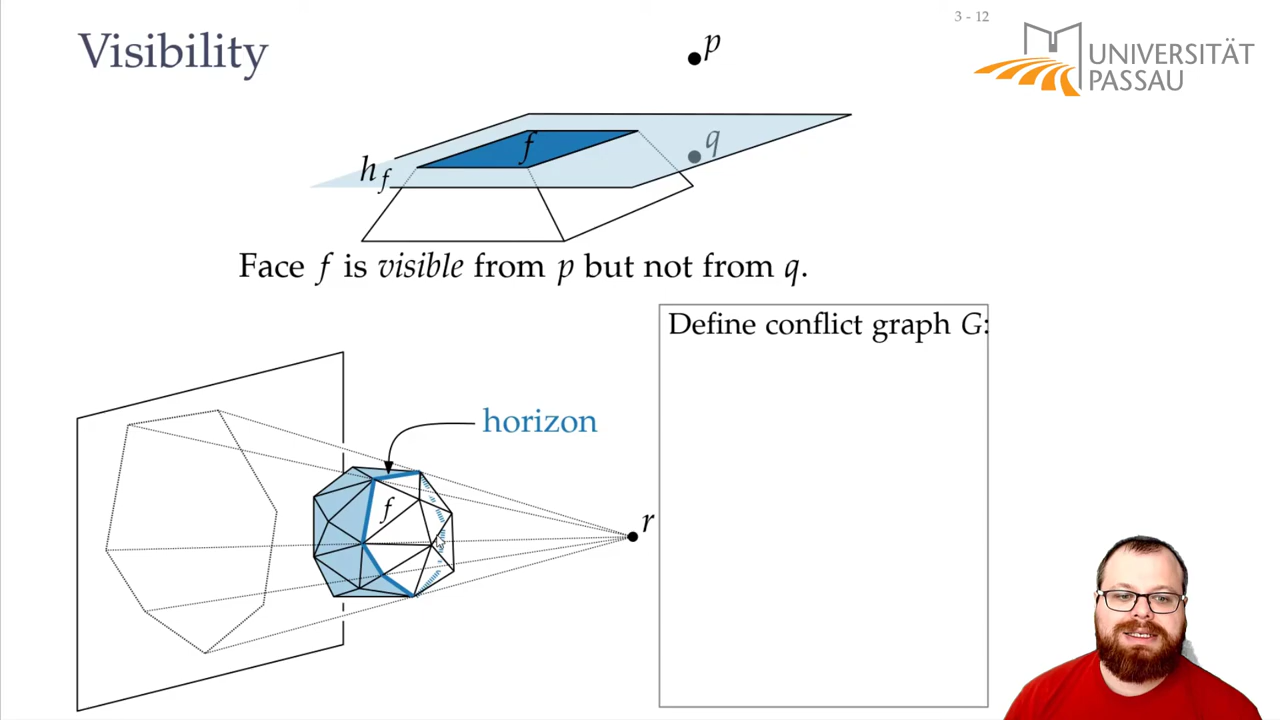 3 - 12
Visibility
UNIVERSITÄT
PASSAU
p
q
f
h_f
Face f is visible from p but not from q.
Define conflict graph G:
horizon
f
r